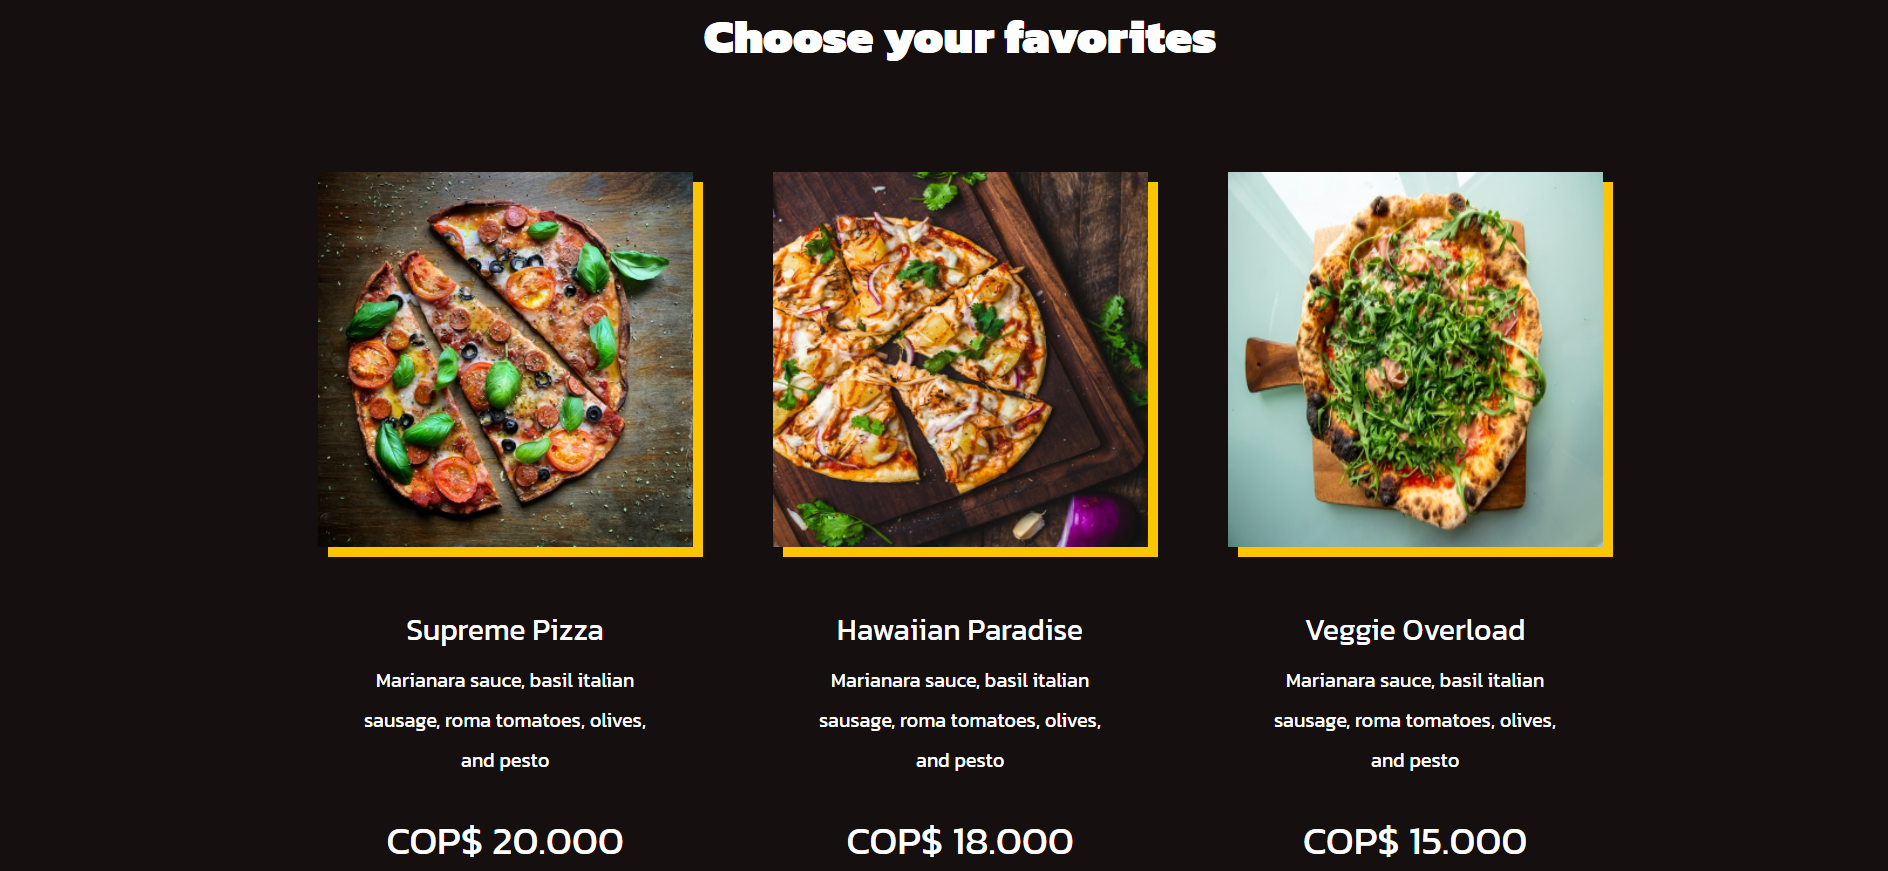 Choose your favorites
Supreme Pizza
Marianara sauce, basil italian
sausage, roma tomatoes, olives,
and pesto
COP$ 20.000
Hawaiian Paradise
Marianara sauce, basil italian
sausage, roma tomatoes, olives,
and pesto
COP$ 18.000
Veggie Overload
Marianara sauce, basil italian
sausage, roma tomatoes, olives,
and pesto
COP$ 15.000